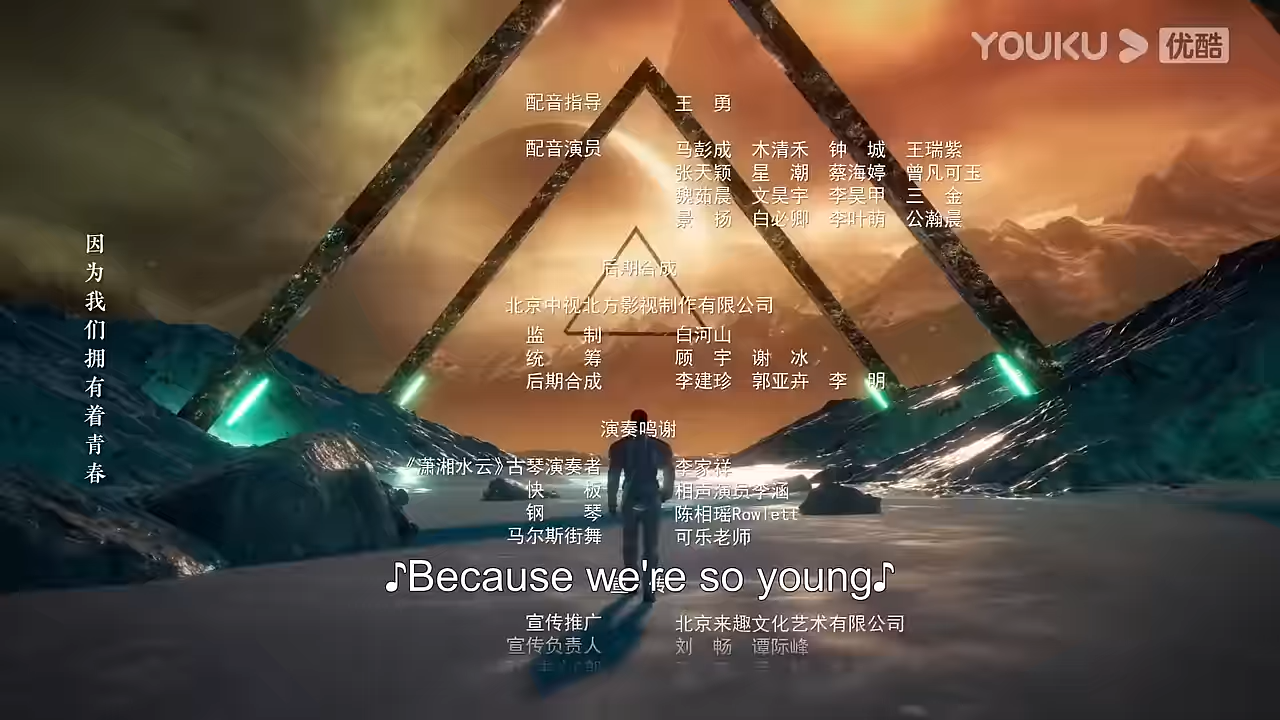 YOUKU 优酷
配音指导 王 勇
配音演员 马彭成 木清禾 钟 城 王瑞紫
张天颖 星 潮 蔡海婷 曾凡可玉
魏茹晨 文昊宇 李昊甲 三 金
景 扬 白必卿 李叶萌 公瀚晨
因为我们拥有着青春
后期合成
北京中视北方影视制作有限公司
监 制 白河山
统 筹 顾 宇 谢 冰
后期合成 李建珍 郭亚卉 李 明
演奏鸣谢
《潇湘水云》古琴演奏者 李家祥
快 板 相声演员李涵
钢 琴 陈相瑶Rowlett
马尔斯街舞 可乐老师
♪Because we're so young♪
宣 传
宣传推广 北京来趣文化艺术有限公司
宣传负责人 刘 畅 谭际峰